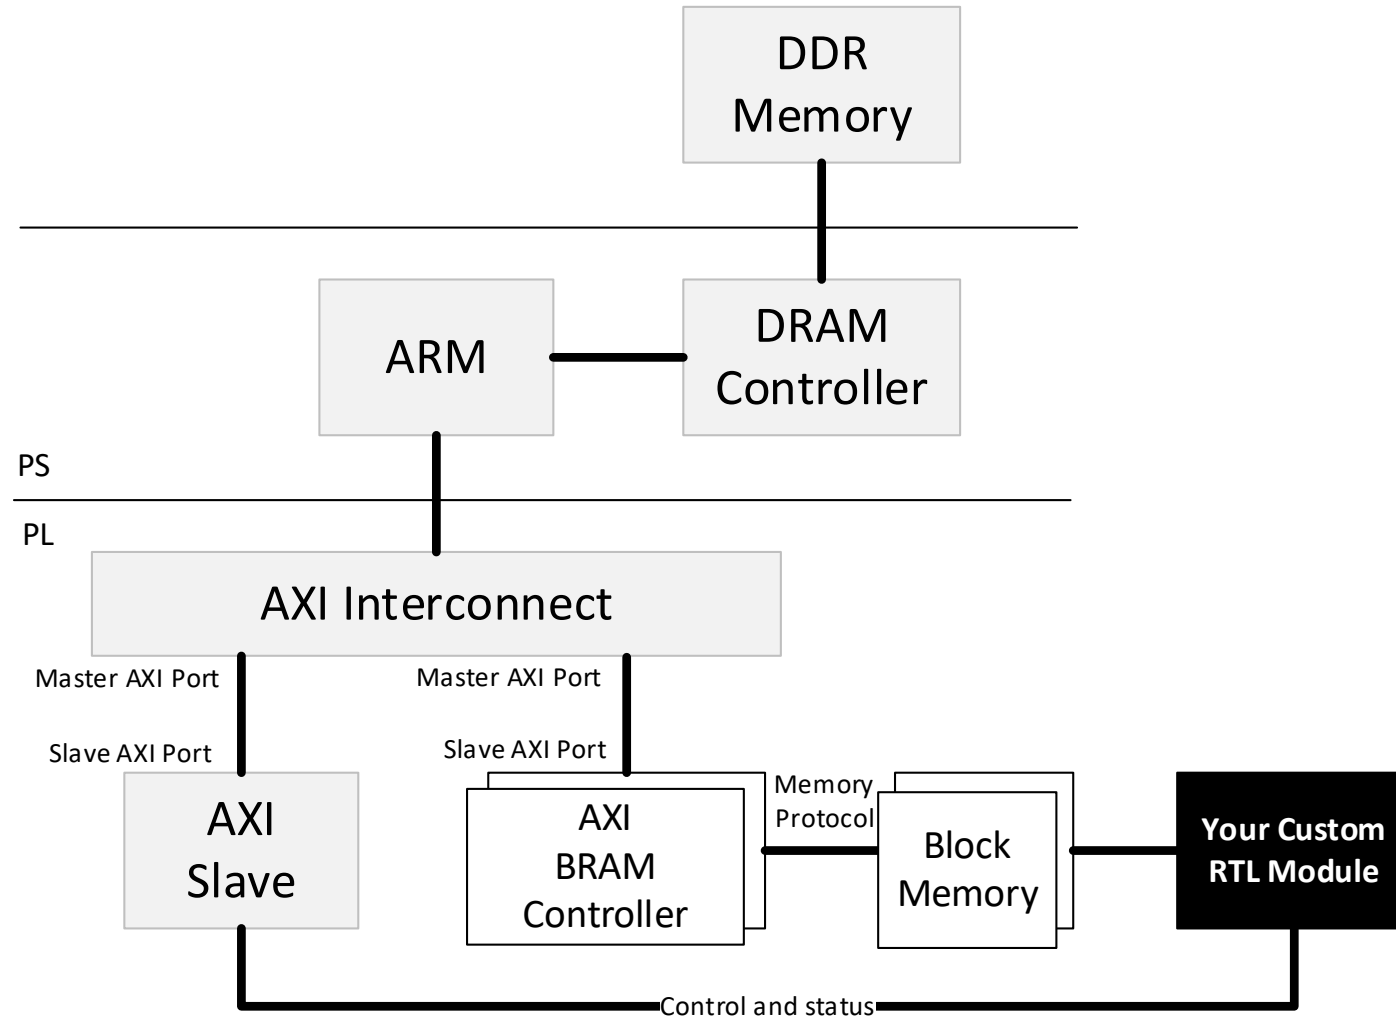 DDR
Memory
ARM
DRAM
Controller
PS
PL
AXI Interconnect
Master AXI Port
Master AXI Port
Slave AXI Port
Slave AXI Port
AXI
Slave
AXI
BRAM
Controller
Memory
Protocol
Block
Memory
Your Custom
RTL Module
Control and status